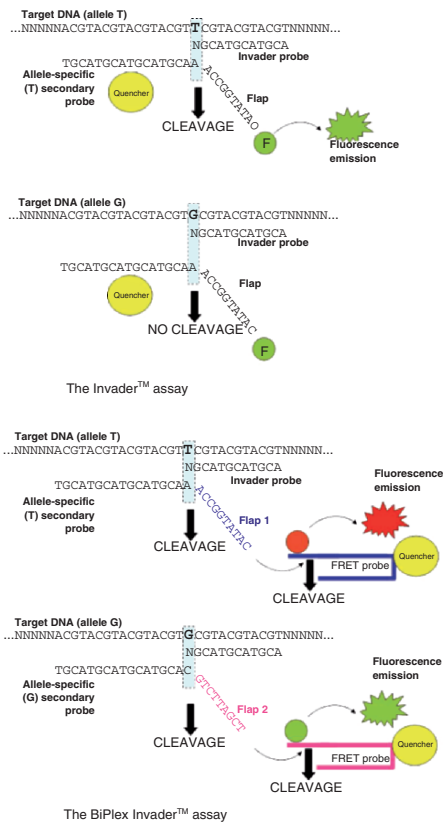 Target DNA (allele T)
...NNNNNACGTACGTACGTACGTTCGTACGTACGTNNNNN...
NGCATGCATGCA
Invader probe
TGCATGCATGCATGCAA
Allele-specific
(T) secondary
probe
ACCGGTATAO
Flap
Quencher
CLEAVAGE
F
Fluorescence
emission
Target DNA (allele G)
...NNNNNACGTACGTACGTACGTGCGTACGTACGTNNNNN...
NGCATGCATGCA
Invader probe
TGCATGCATGCATGCAA
ACCGGTATAC
Flap
Quencher
NO CLEAVAGE
F
The Invader™ assay
Target DNA (allele T)
...NNNNNACGTACGTACGTACGTTCGTACGTACGTNNNNN...
NGCATGCATGCA
Invader probe
TGCATGCATGCATGCAA
Allele-specific
(T) secondary
probe
ACCGGTATAC
Flap 1
CLEAVAGE
Fluorescence
emission
Quencher
FRET probe
CLEAVAGE
Target DNA (allele G)
...NNNNNACGTACGTACGTACGTGCGTACGTACGTNNNNN...
NGCATGCATGCA
TGCATGCATGCATGCAC
Allele-specific
(G) secondary
probe
GTCTTAGCT
Flap 2
CLEAVAGE
Fluorescence
emission
Quencher
FRET probe
CLEAVAGE
The BiPlex Invader™ assay